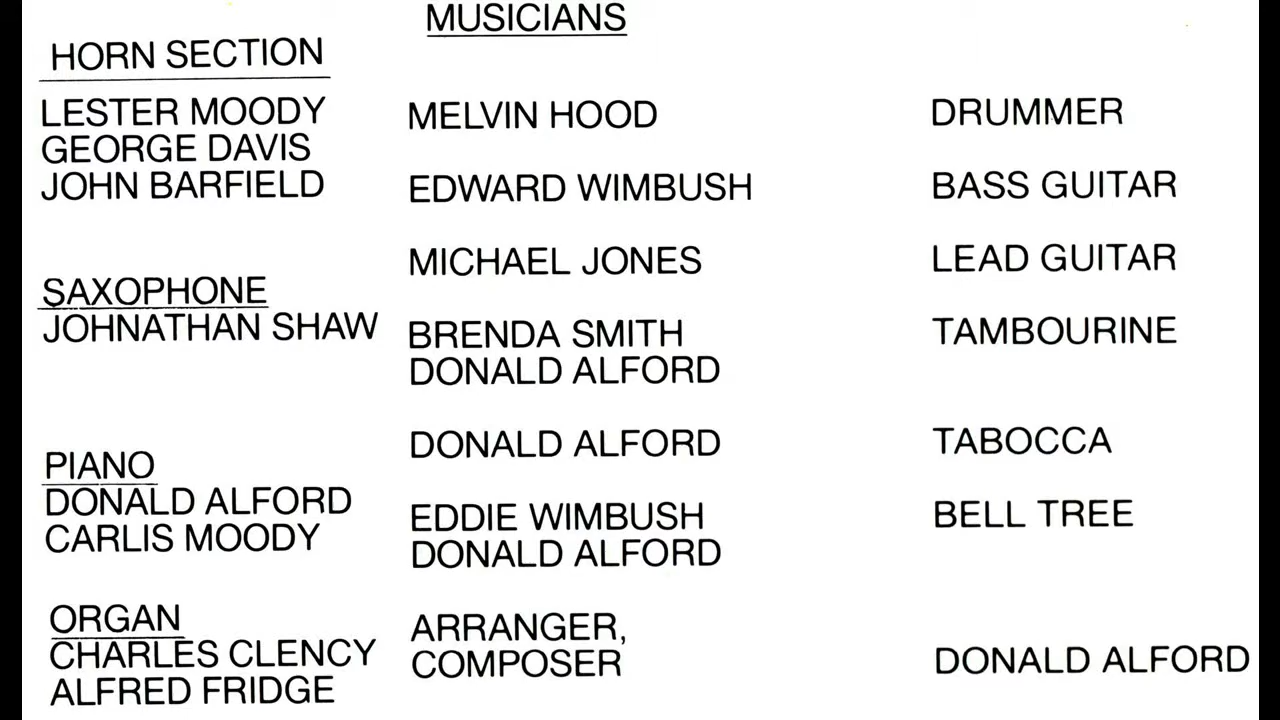 MUSICIANS
HORN SECTION
LESTER MOODY
GEORGE DAVIS
JOHN BARFIELD
SAXOPHONE
JOHNATHAN SHAW
PIANO
DONALD ALFORD
CARLIS MOODY
ORGAN
CHARLES CLENCY
ALFRED FRIDGE
MELVIN HOOD DRUMMER
EDWARD WIMBUSH BASS GUITAR
MICHAEL JONES LEAD GUITAR
BRENDA SMITH TAMBOURINE
DONALD ALFORD
DONALD ALFORD TABOCCA
EDDIE WIMBUSH BELL TREE
DONALD ALFORD
ARRANGER,
COMPOSER DONALD ALFORD